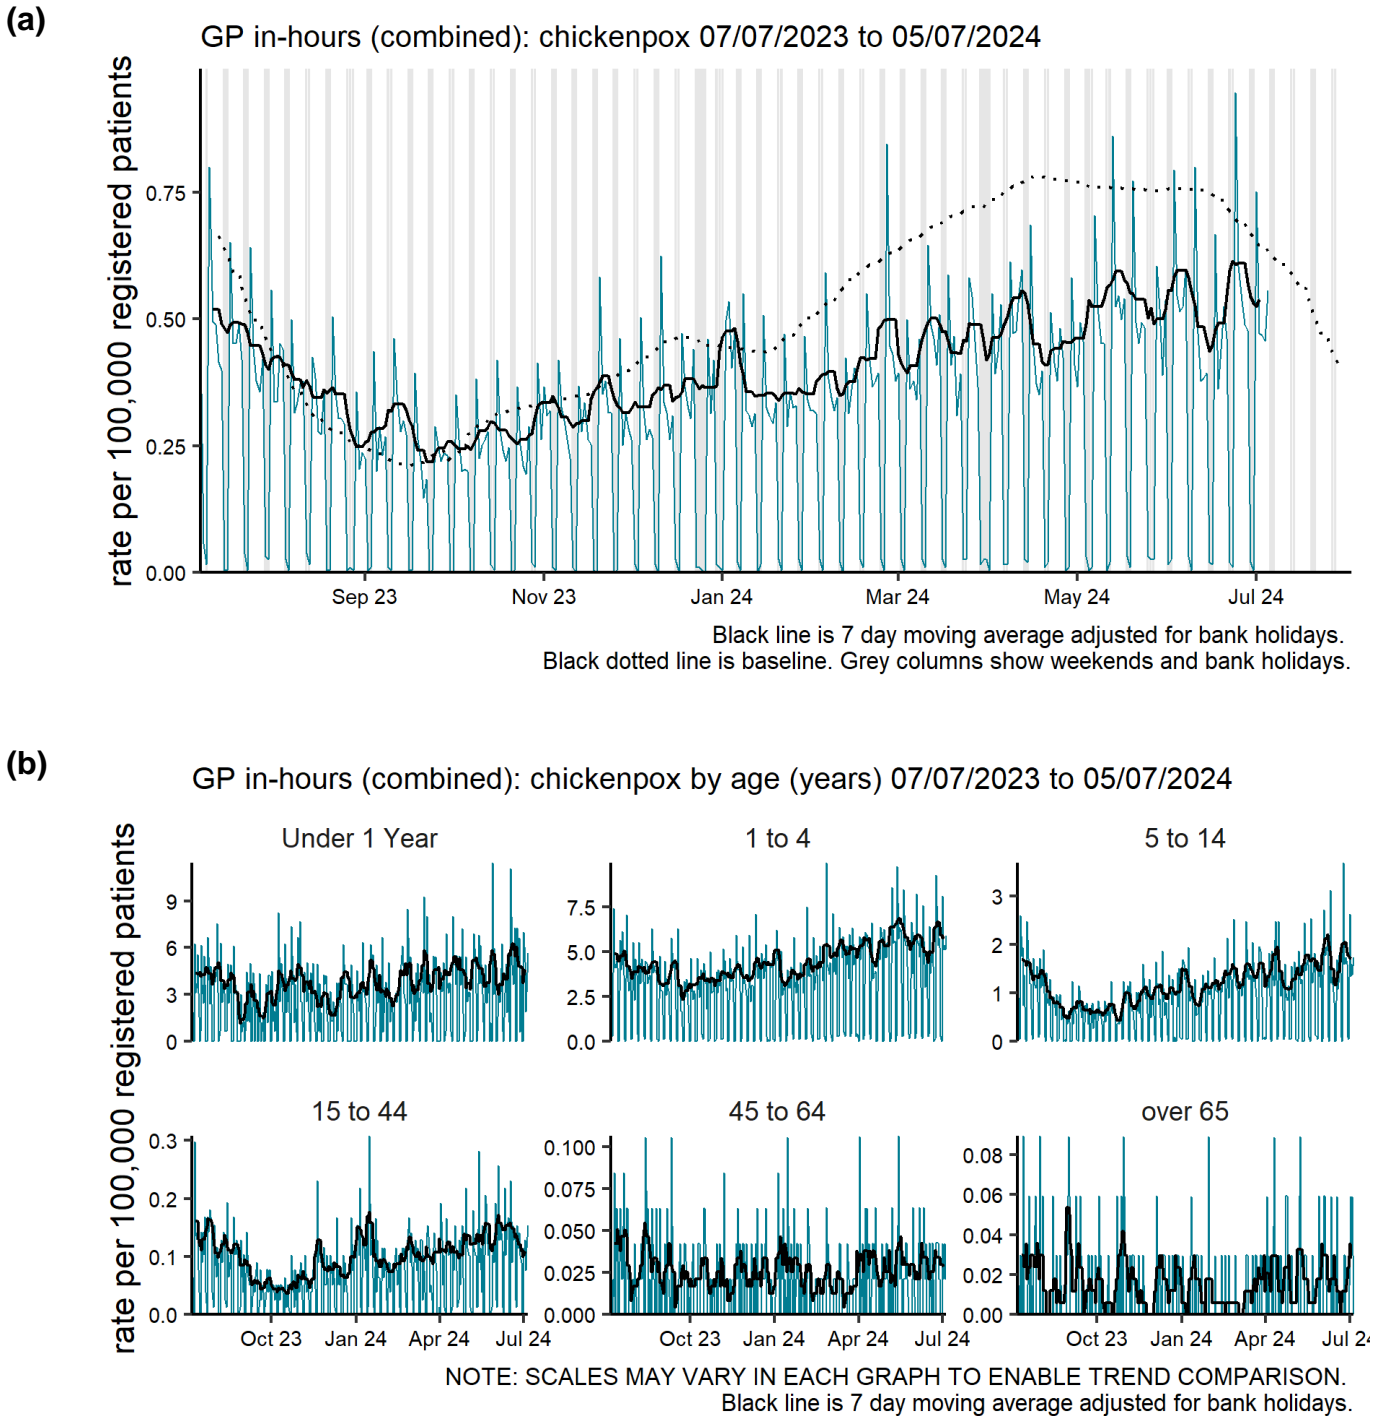 (a)
GP in-hours (combined): chickenpox 07/07/2023 to 05/07/2024
rate per 100,000 registered patients
0.75
0.50
0.25
0.00
Sep 23 Nov 23 Jan 24 Mar 24 May 24 Jul 24
Black line is 7 day moving average adjusted for bank holidays.
Black dotted line is baseline. Grey columns show weekends and bank holidays.
(b)
GP in-hours (combined): chickenpox by age (years) 07/07/2023 to 05/07/2024
rate per 100,000 registered patients
Under 1 Year
9
6
3
0
1 to 4
7.5
5.0
2.5
0.0
5 to 14
3
2
1
0
15 to 44
0.3
0.2
0.1
0.0
Oct 23 Jan 24 Apr 24 Jul 24
45 to 64
0.100
0.075
0.050
0.025
0.000
Oct 23 Jan 24 Apr 24 Jul 24
over 65
0.08
0.06
0.04
0.02
0.00
Oct 23 Jan 24 Apr 24 Jul 24
NOTE: SCALES MAY VARY IN EACH GRAPH TO ENABLE TREND COMPARISON.
Black line is 7 day moving average adjusted for bank holidays.